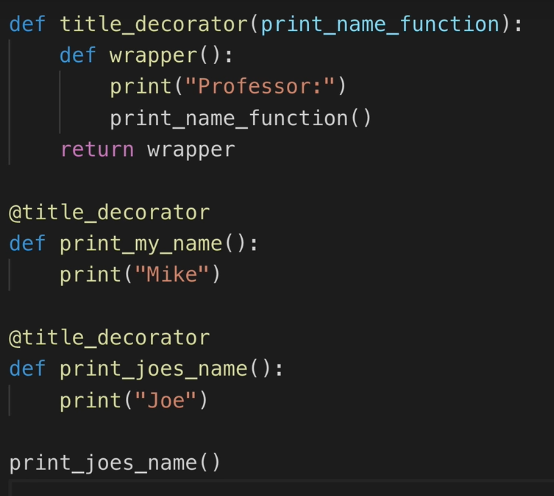 def title_decorator(print_name_function):
    def wrapper():
        print("Professor:")
        print_name_function()
    return wrapper

@title_decorator
def print_my_name():
    print("Mike")

@title_decorator
def print_joes_name():
    print("Joe")

print_joes_name()